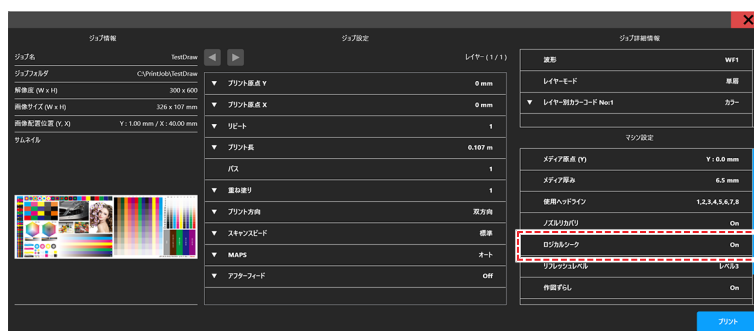 ジョブ情報
ジョブ名 TestDraw
ジョブフォルダ C:\PrintJob\TestDraw
解像度 (W x H) 300 x 600
画像サイズ (W x H) 326 x 107 mm
画像配置位置 (Y, X) Y : 1.00 mm / X : 40.00 mm
サムネイル
ジョブ設定
レイヤー ( 1 / 1 )
プリント原点 Y 0 mm
プリント原点 X 0 mm
リピート 1
プリント長 0.107 m
パス 1
重ね塗り 1
プリント方向 双方向
スキャンスピード 標準
MAPS オート
アフターフィード Off
ジョブ詳細情報
波形 WF1
レイヤーモード 単層
レイヤー別カラーコード No:1 カラー
マシン設定
メディア原点 (Y) Y : 0.0 mm
メディア厚み 6.5 mm
使用ヘッドライン 1,2,3,4,5,6,7,8
ノズルリカバリ On
ロジカルシーク On
リフレッシュレベル レベル3
作図ずらし On
プリント